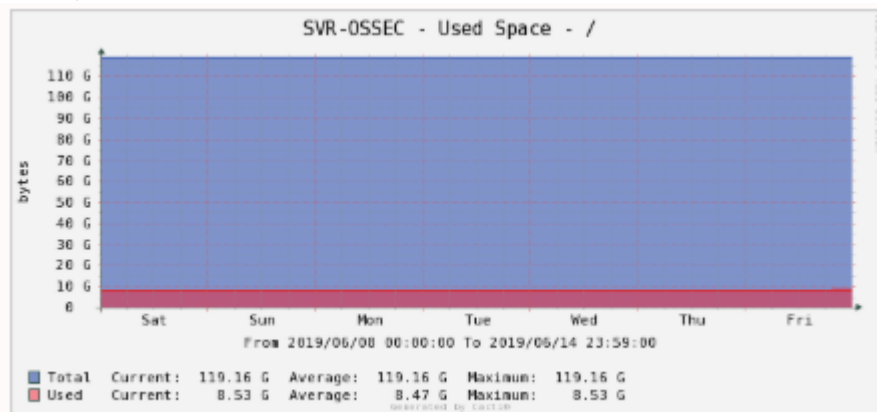 SVR-OSSEC - Used Space - /
bytes
110 G
100 G
90 G
80 G
70 G
60 G
50 G
40 G
30 G
20 G
10 G
0
Sat Sun Mon Tue Wed Thu Fri
From 2019/06/08 00:00:00 To 2019/06/14 23:59:00
Total Current: 119.16 G Average: 119.16 G Maximum: 119.16 G
Used Current: 8.53 G Average: 8.47 G Maximum: 8.53 G
Generated by Cacti®